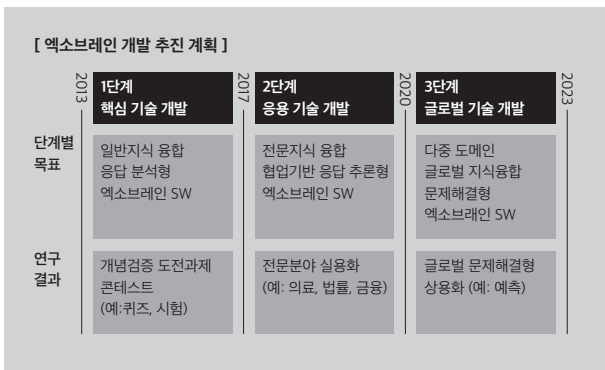 [ 엑소브레인 개발 추진 계획 ]
2013
1단계
핵심 기술 개발
2017
2단계
응용 기술 개발
2020
3단계
글로벌 기술 개발
2023
단계별
목표
일반지식 융합
응답 분석형
엑소브레인 SW
전문지식 융합
협업기반 응답 추론형
엑소브레인 SW
다중 도메인
글로벌 지식융합
문제해결형
엑소브래인 SW
연구
결과
개념검증 도전과제
콘테스트
(예:퀴즈, 시험)
전문분야 실용화
(예: 의료, 법률, 금융)
글로벌 문제해결형
상용화 (예: 예측)